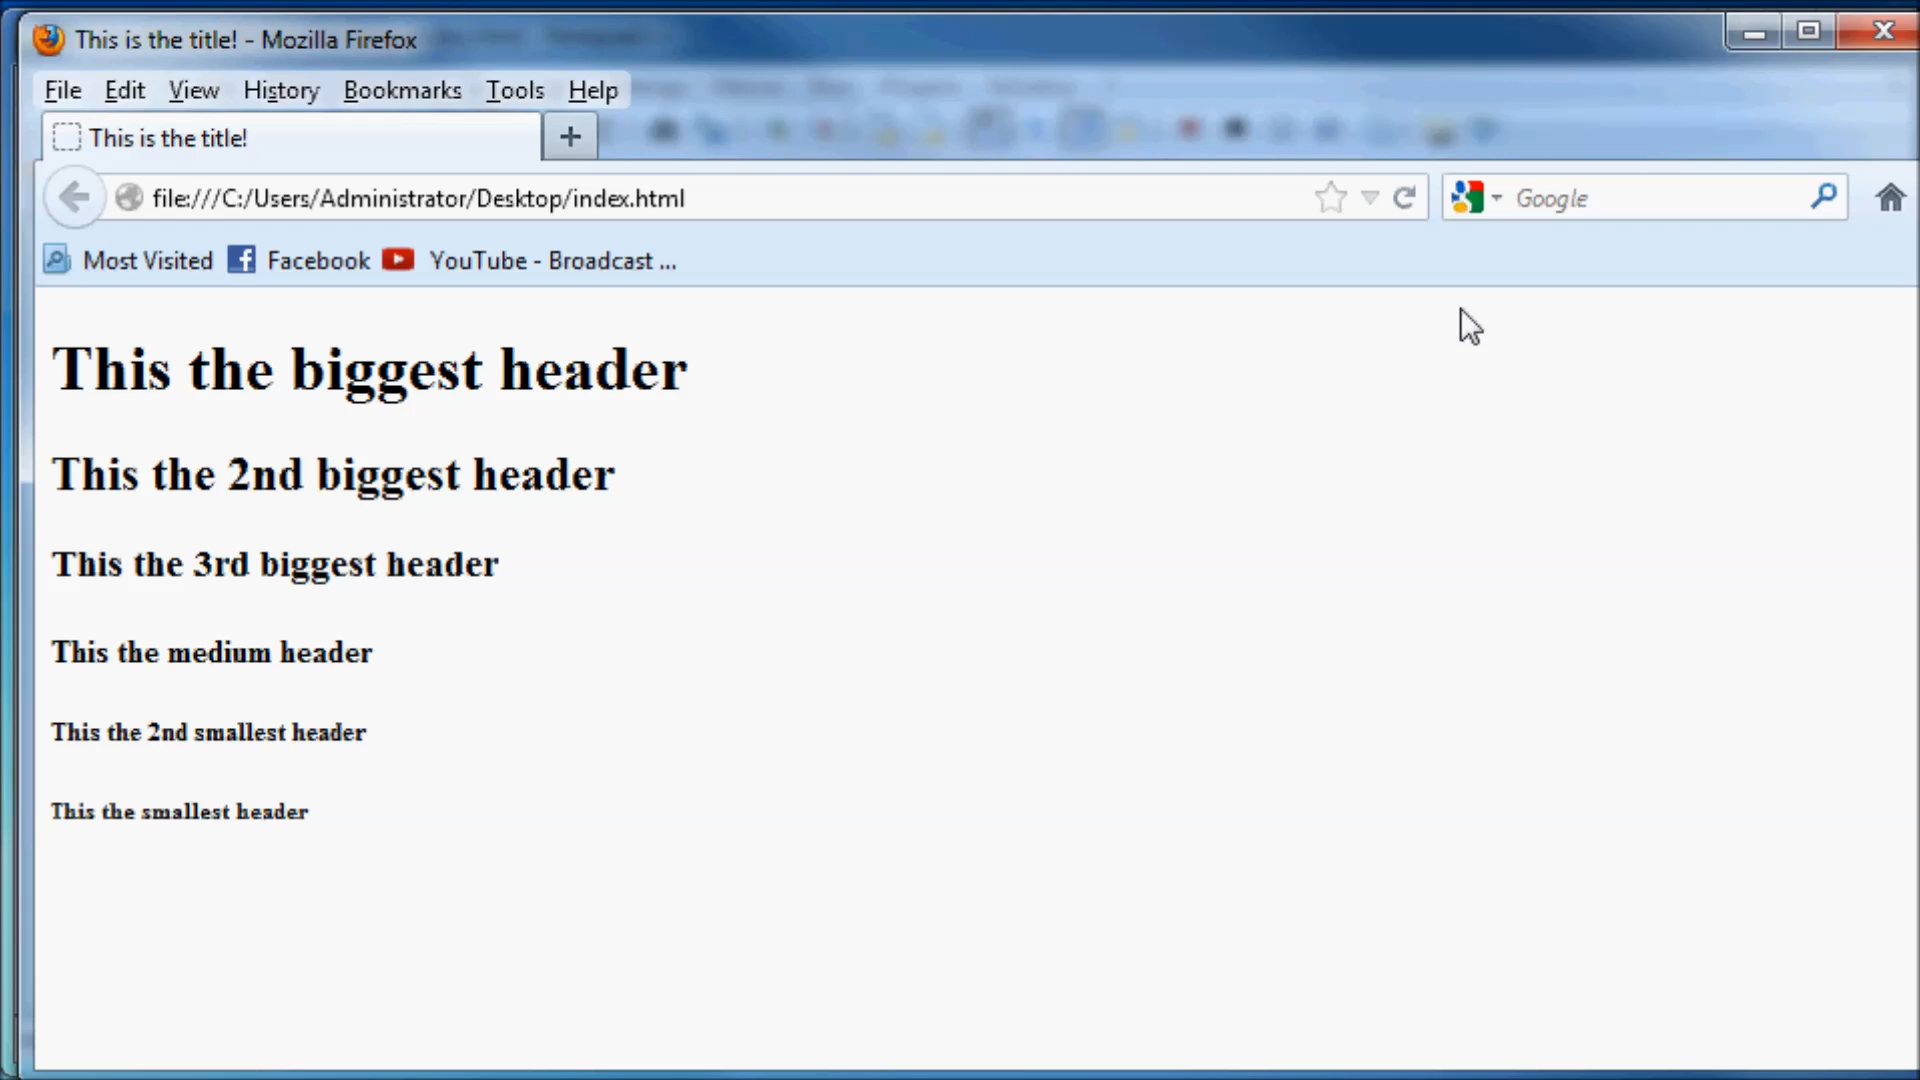 This is the title! - Mozilla Firefox
File Edit View History Bookmarks Tools Help
This is the title!
file:///C:/Users/Administrator/Desktop/index.html
Google
Most Visited Facebook YouTube - Broadcast ...
This the biggest header
This the 2nd biggest header
This the 3rd biggest header
This the medium header
This the 2nd smallest header
This the smallest header